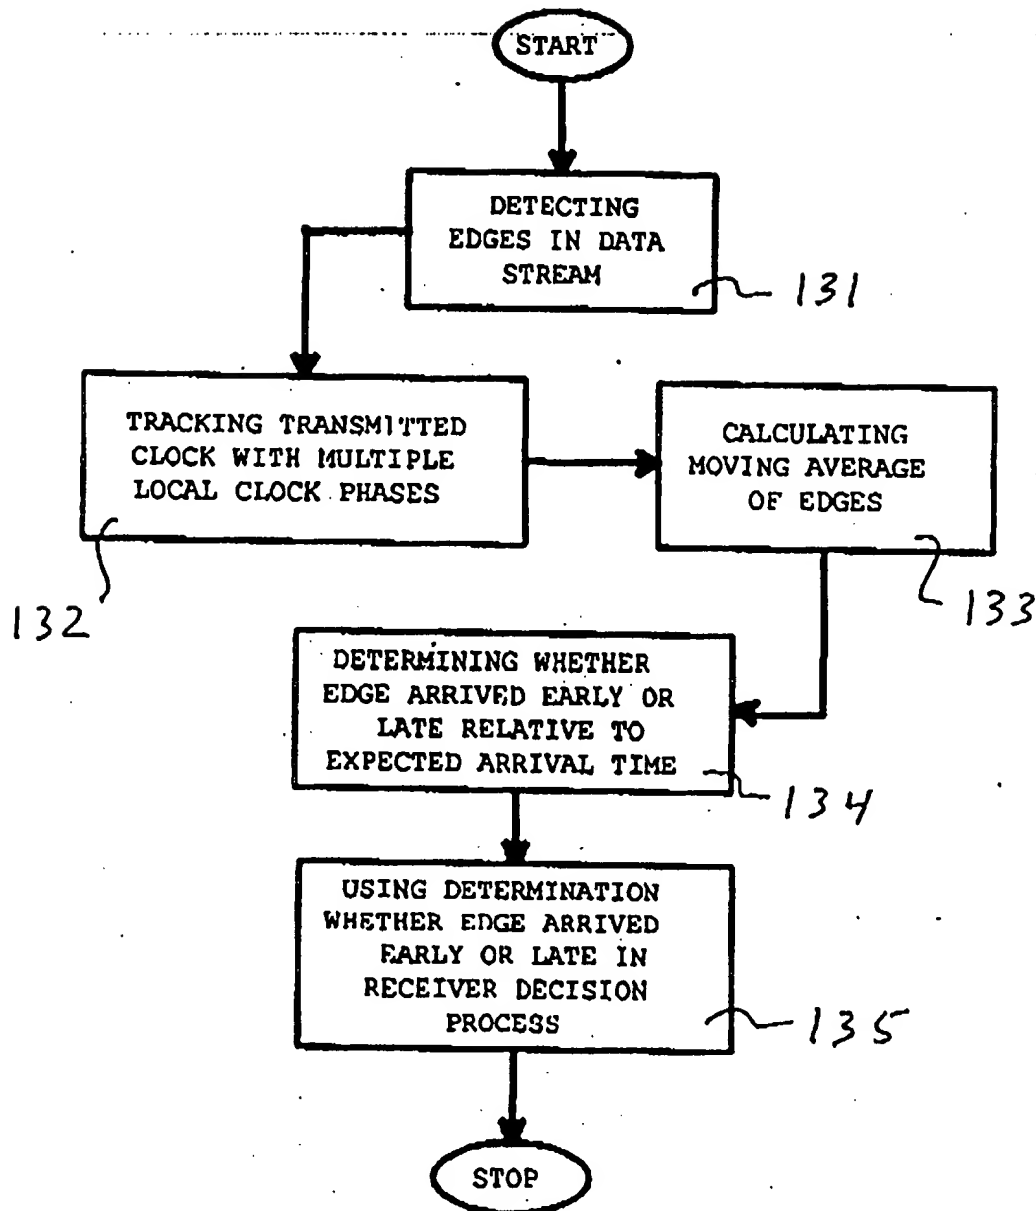 START
DETECTING
EDGES IN DATA
STREAM
131
TRACKING TRANSMITTED
CLOCK WITH MULTIPLE
LOCAL CLOCK PHASES
132
CALCULATING
MOVING AVERAGE
OF EDGES
133
DETERMINING WHETHER
EDGE ARRIVED EARLY OR
LATE RELATIVE TO
EXPECTED ARRIVAL TIME
134
USING DETERMINATION
WHETHER EDGE ARRIVED
EARLY OR LATE IN
RECEIVER DECISION
PROCESS
135
STOP